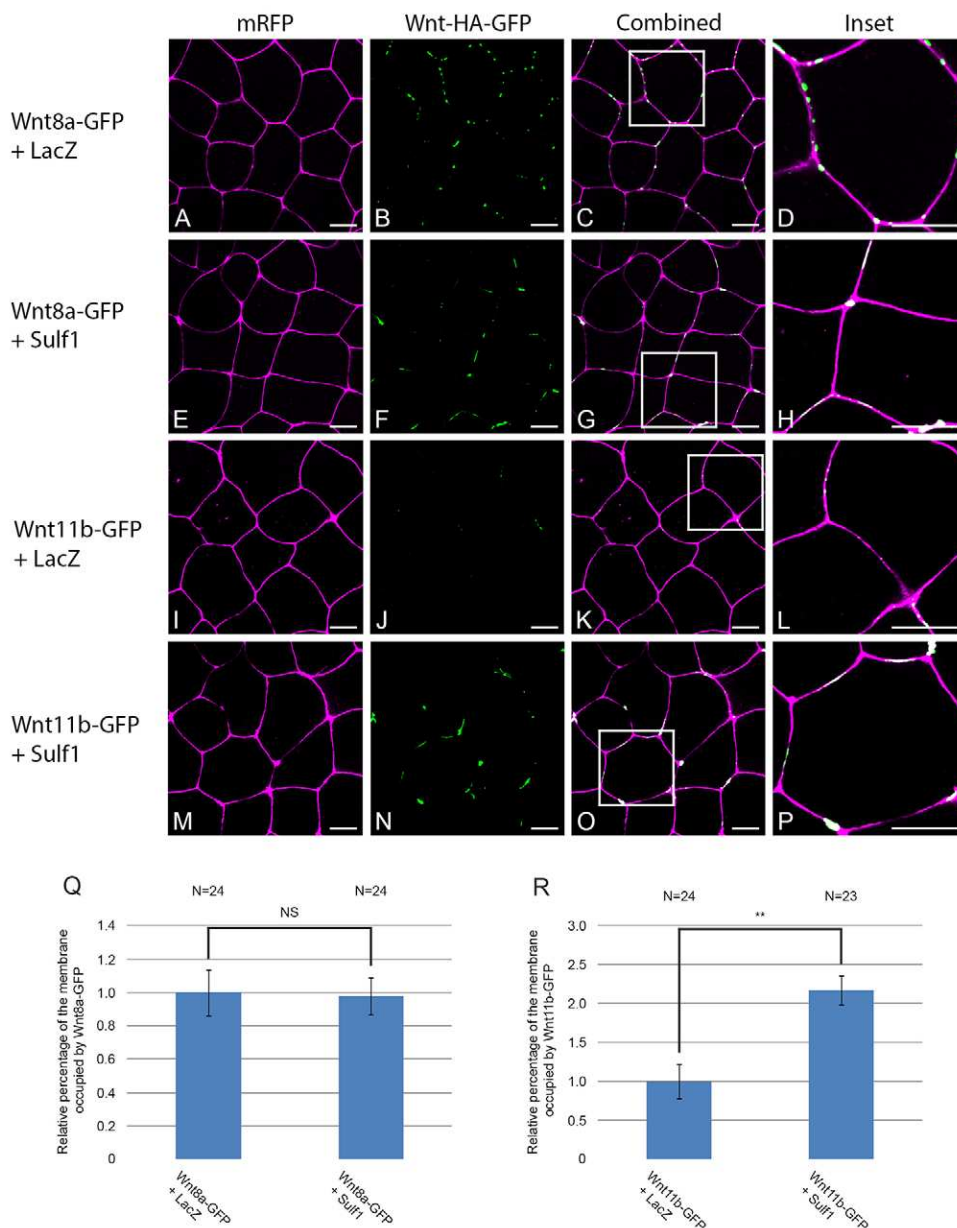 mRFP
Wnt-HA-GFP
Combined
Inset
Wnt8a-GFP
+ LacZ
A
B
C
D
Wnt8a-GFP
+ Sulf1
E
F
G
H
Wnt11b-GFP
+ LacZ
I
J
K
L
Wnt11b-GFP
+ Sulf1
M
N
O
P
Q
N=24
N=24
NS
Relative percentage of the membrane
occupied by Wnt8a-GFP
1.4
1.2
1.0
0.8
0.6
0.4
0.2
0
Wnt8a-GFP
+ LacZ
Wnt8a-GFP
+ Sulf1
R
N=24
N=23
**
Relative percentage of the membrane
occupied by Wnt11b-GFP
3.0
2.5
2.0
1.5
1.0
0.5
0
Wnt11b-GFP
+ LacZ
Wnt11b-GFP
+ Sulf1